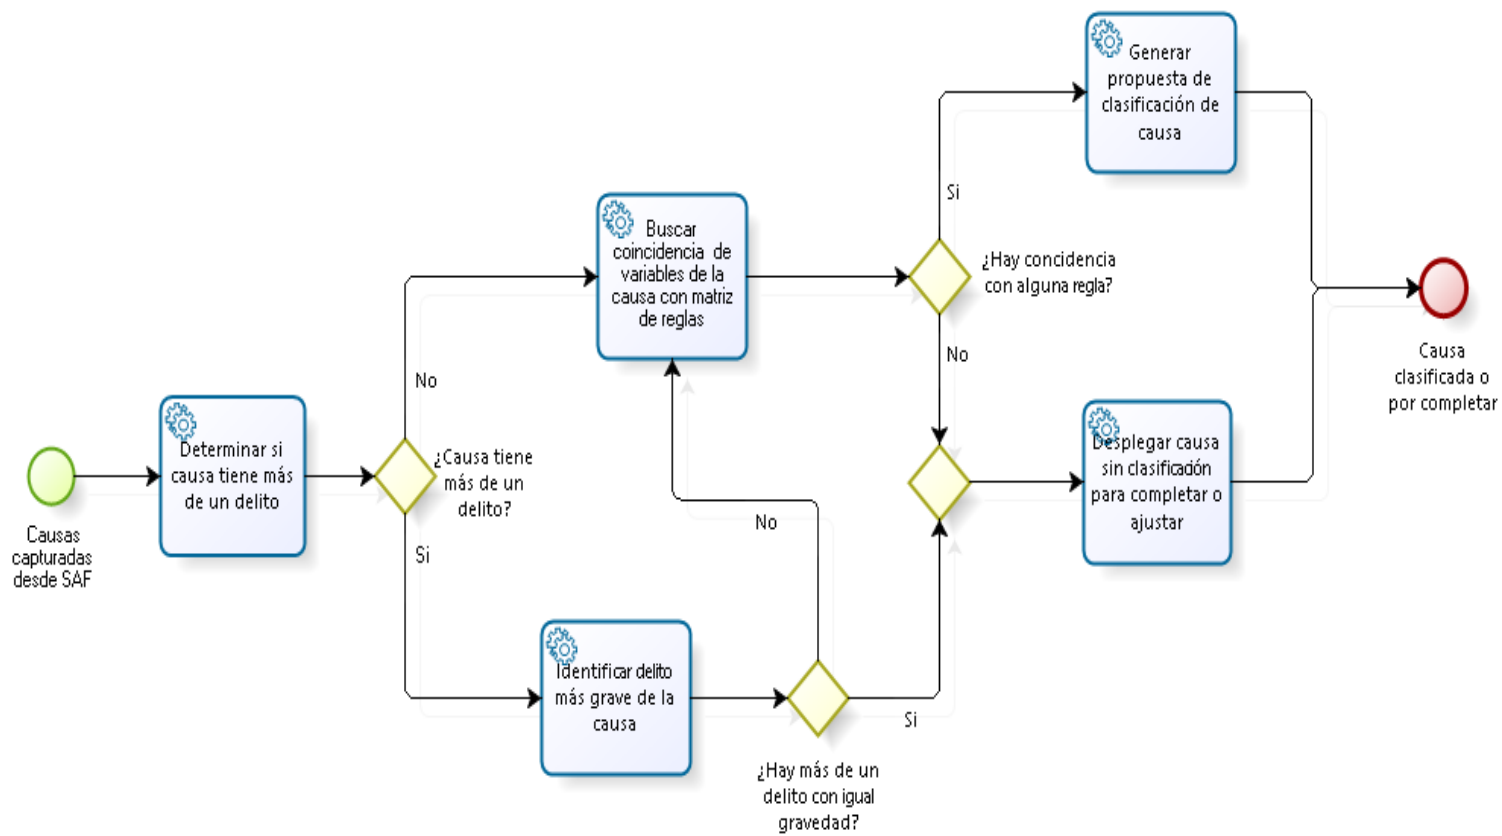 Causas
capturadas
desde SAF
Determinar si
causa tiene más
de un delito
¿Causa tiene
más de un
delito?
No
Si
Buscar
coincidencia de
variables de la
causa con matriz
de reglas
Identificar delito
más grave de la
causa
¿Hay más de un
delito con igual
gravedad?
No
Si
¿Hay concidencia
con alguna regla?
Si
No
Generar
propuesta de
clasificación de
causa
Desplegar causa
sin clasificación
para completar o
ajustar
Causa
clasificada o
por completar